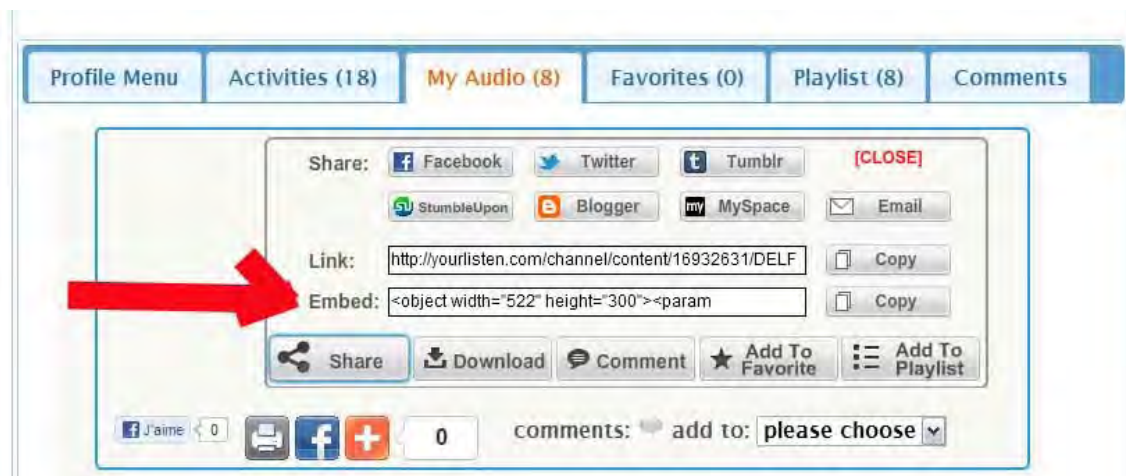 Profile Menu Activities (18) My Audio (8) Favorites (0) Playlist (8) Comments
Share: Facebook Twitter Tumblr [CLOSE]
StumbleUpon Blogger MySpace Email
Link: http://yourlisten.com/channel/content/16932631/DELF Copy
Embed: <object width="522" height="300"><param Copy
Share Download Comment Add To Favorite Add To Playlist
J'aime 0 0 comments: add to: please choose